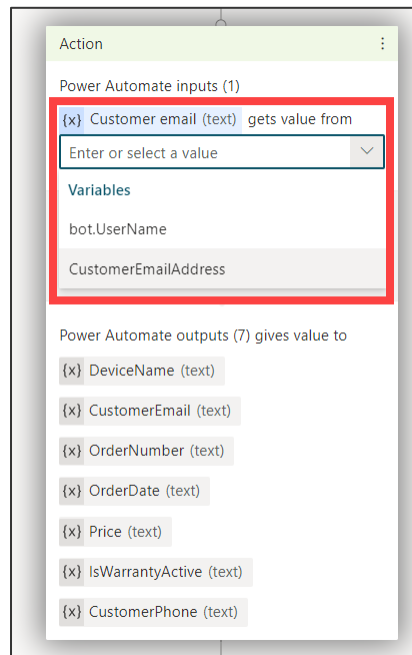 Action
Power Automate inputs (1)
{x} Customer email (text) gets value from
Enter or select a value
Variables
bot.UserName
CustomerEmailAddress
Power Automate outputs (7) gives value to
{x} DeviceName (text)
{x} CustomerEmail (text)
{x} OrderNumber (text)
{x} OrderDate (text)
{x} Price (text)
{x} IsWarrantyActive (text)
{x} CustomerPhone (text)